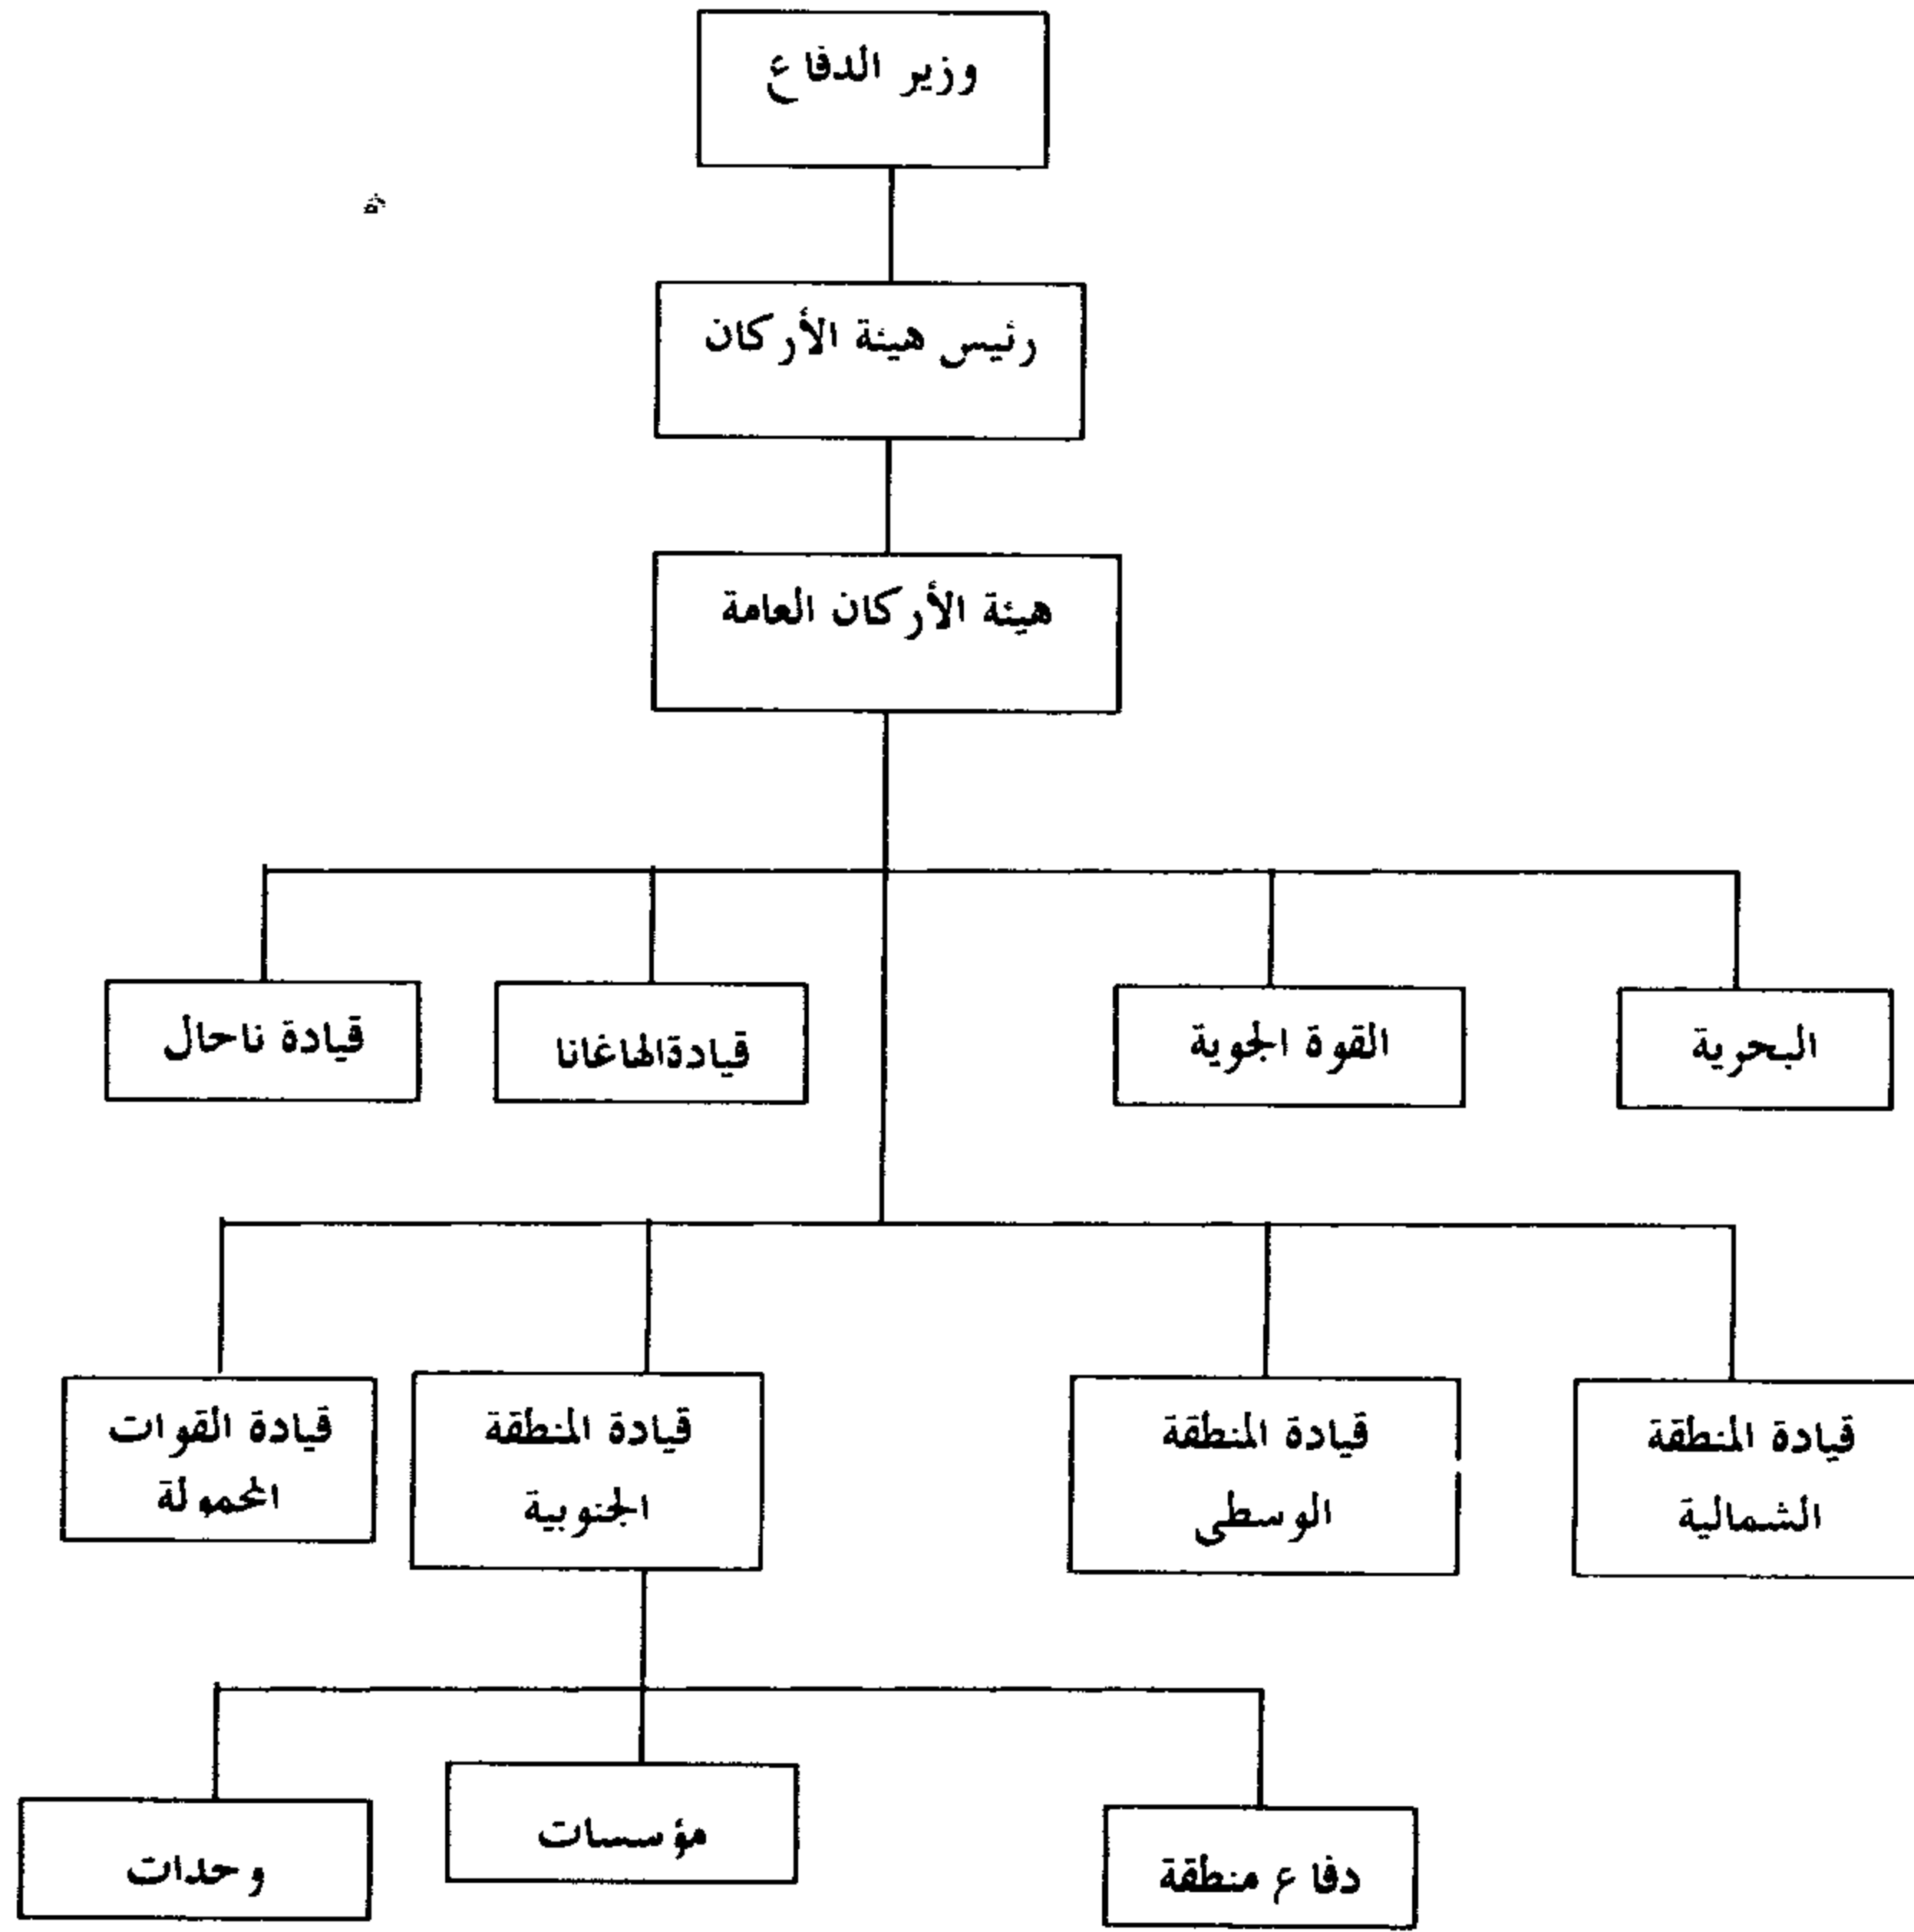 وزير الدفاع
رئيس هيئة الأركان
هيئة الأركان العامة
البحرية
القوة الجوية
قيادةالهاغانا
قيادة ناحال
قيادة المنطقة
الشمالية
قيادة المنطقة
الوسطى
قيادة المنطقة
الجنوبية
قيادة القوات
المحمولة
دفاع منطقة
مؤسسات
وحدات